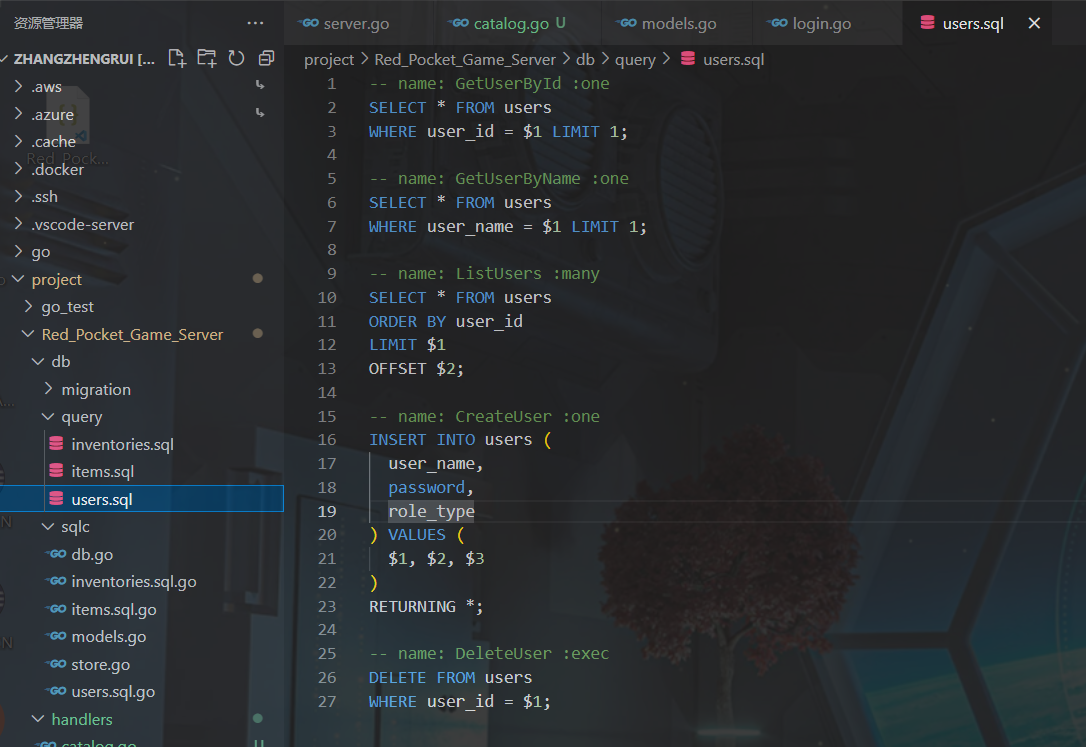 资源管理器
ZHANGZHENGRUI [...
.aws
.azure
.cache
Red_Pock...
.docker
.ssh
.vscode-server
go
project
go_test
Red_Pocket_Game_Server
db
migration
query
inventories.sql
items.sql
users.sql
sqlc
db.go
inventories.sql.go
items.sql.go
models.go
store.go
users.sql.go
handlers
catalog.go U
server.go
catalog.go U
models.go
login.go
users.sql
project > Red_Pocket_Game_Server > db > query > users.sql
1 -- name: GetUserById :one
2 SELECT * FROM users
3 WHERE user_id = $1 LIMIT 1;
4
5 -- name: GetUserByName :one
6 SELECT * FROM users
7 WHERE user_name = $1 LIMIT 1;
8
9 -- name: ListUsers :many
10 SELECT * FROM users
11 ORDER BY user_id
12 LIMIT $1
13 OFFSET $2;
14
15 -- name: CreateUser :one
16 INSERT INTO users (
17 user_name,
18 password,
19 role_type
20 ) VALUES (
21 $1, $2, $3
22 )
23 RETURNING *;
24
25 -- name: DeleteUser :exec
26 DELETE FROM users
27 WHERE user_id = $1;